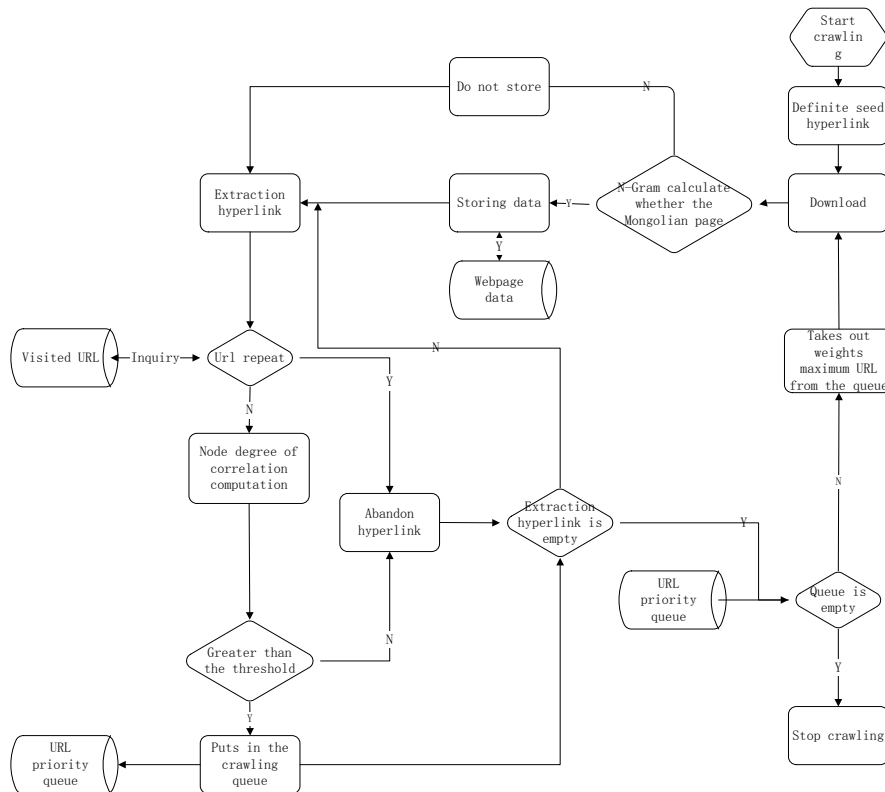 Start
crawlin
g
Definite seed
hyperlink
Download
N-Gram calculate
whether the
Mongolian page
N
Do not store
Y
Storing data
Y
Webpage
data
Extraction
hyperlink
Url repeat
Inquiry
Visited URL
Y
N
Node degree of
correlation
computation
Greater than
the threshold
N
Abandon
hyperlink
Y
Puts in the
crawling
queue
URL
priority
queue
Extraction
hyperlink is
empty
N
Y
URL
priority
queue
Queue is
empty
N
Takes out
weights
maximum URL
from the queue
Y
Stop crawling